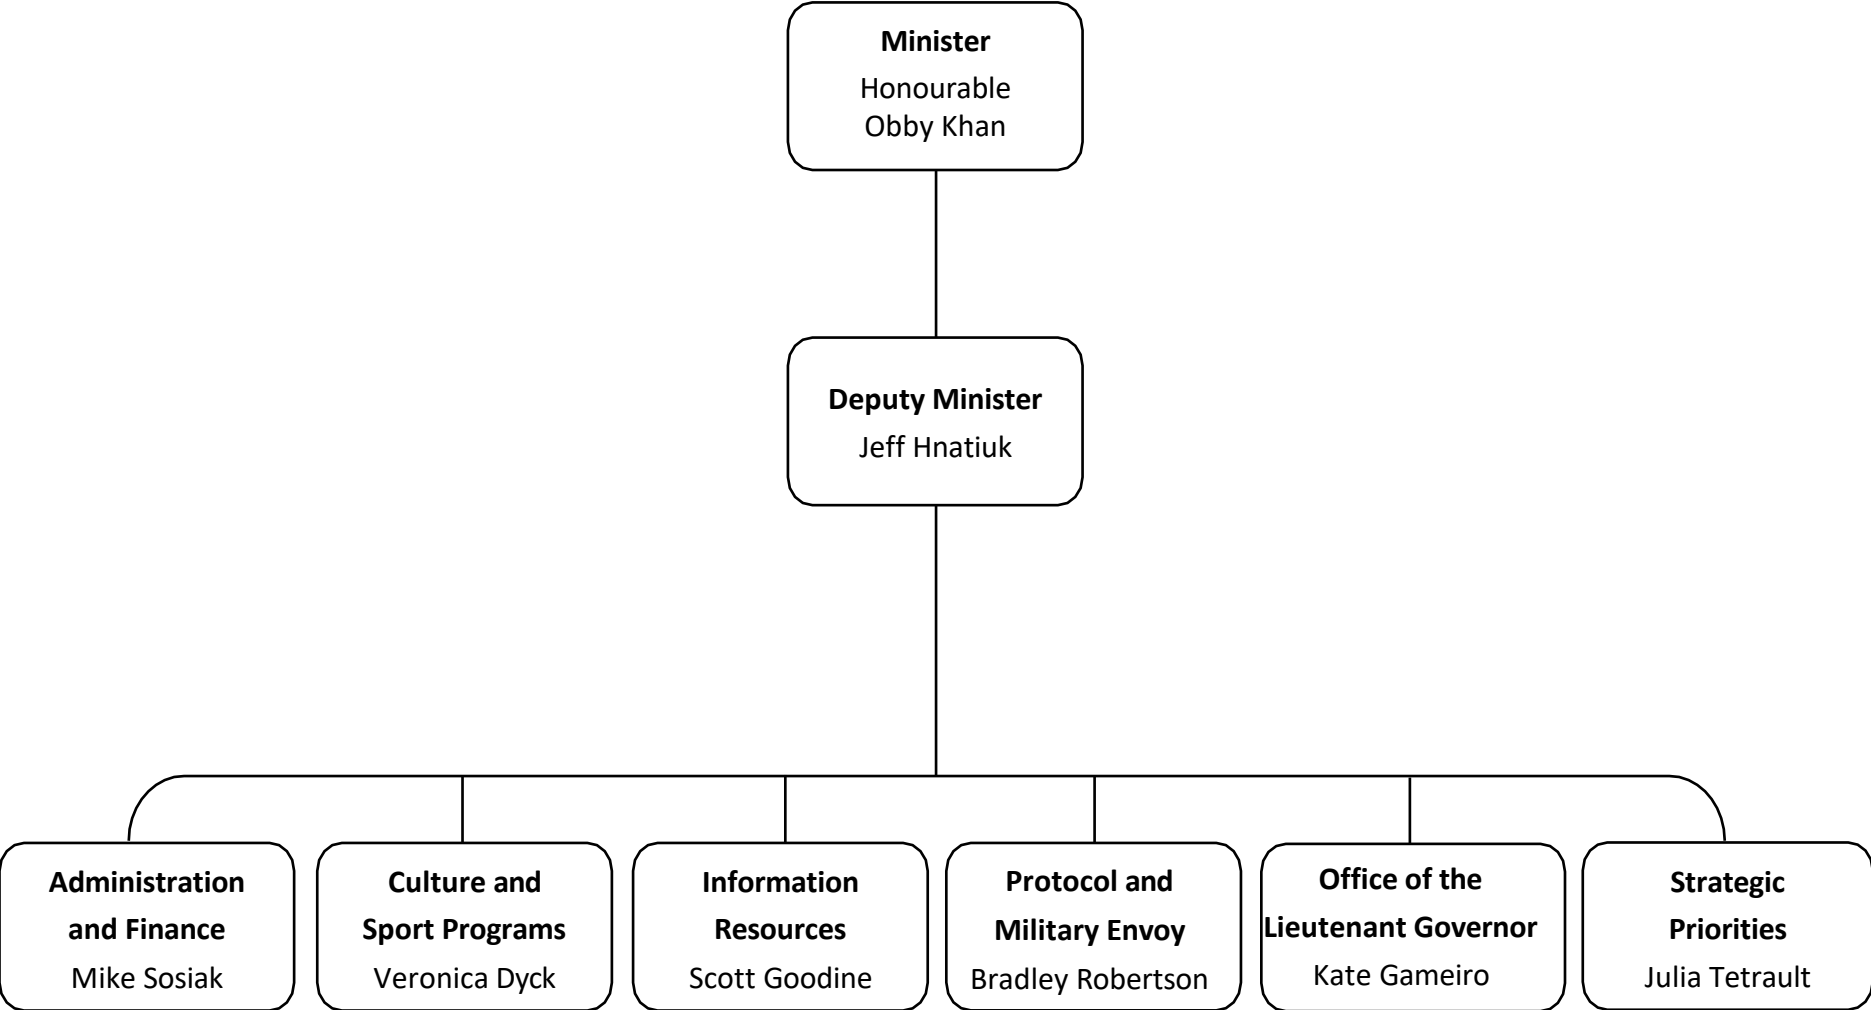 Minister
Honourable
Obby Khan
Deputy Minister
Jeff Hnatiuk
Administration
and Finance
Mike Sosiak
Culture and
Sport Programs
Veronica Dyck
Information
Resources
Scott Goodine
Protocol and
Military Envoy
Bradley Robertson
Office of the
Lieutenant Governor
Kate Gameiro
Strategic
Priorities
Julia Tetrault